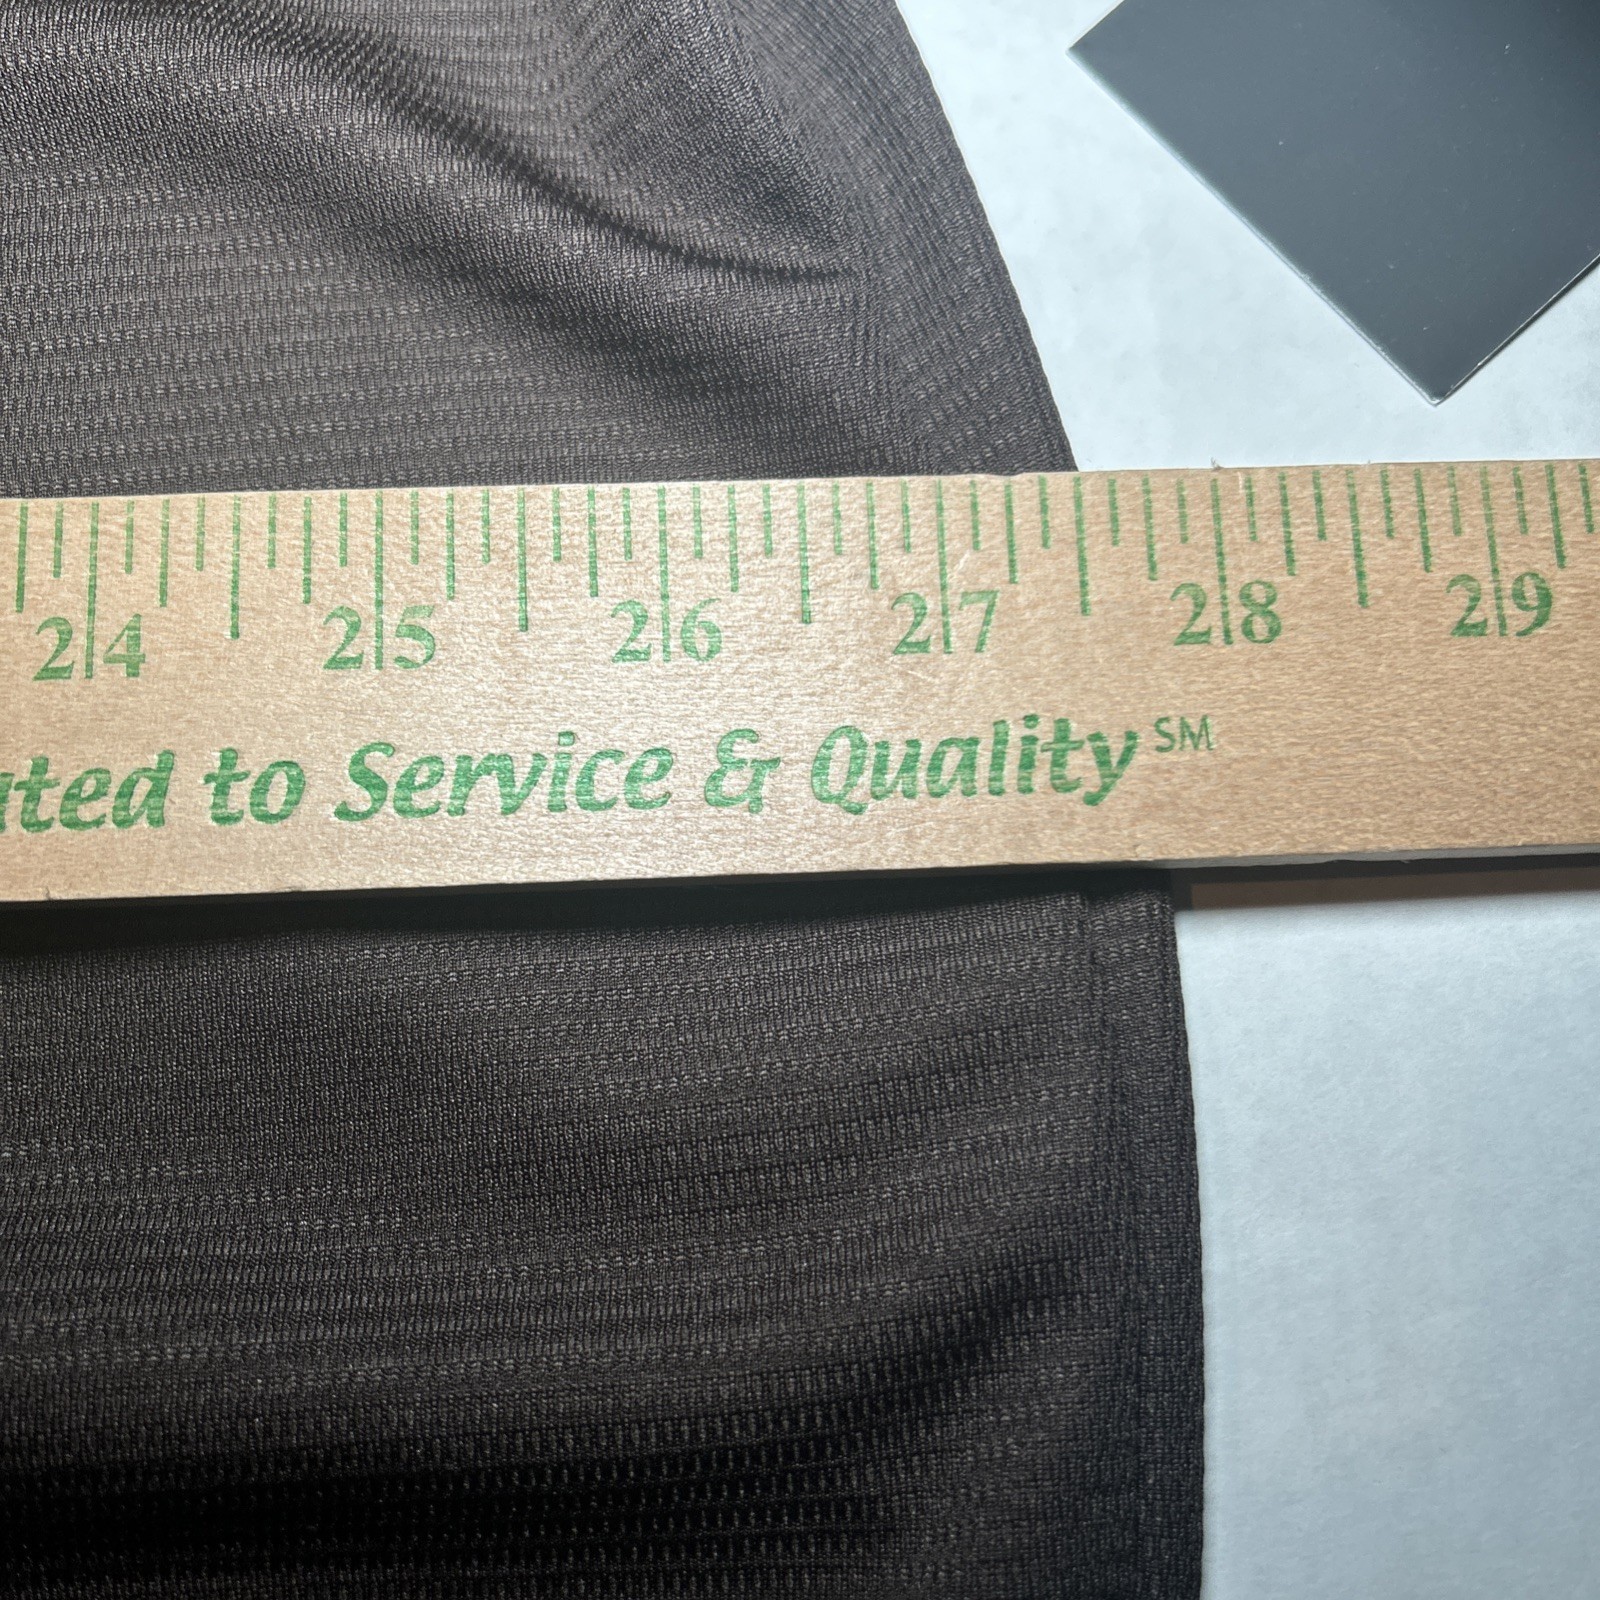 24 25 26 27 28 29
ated to Service & Quality SM